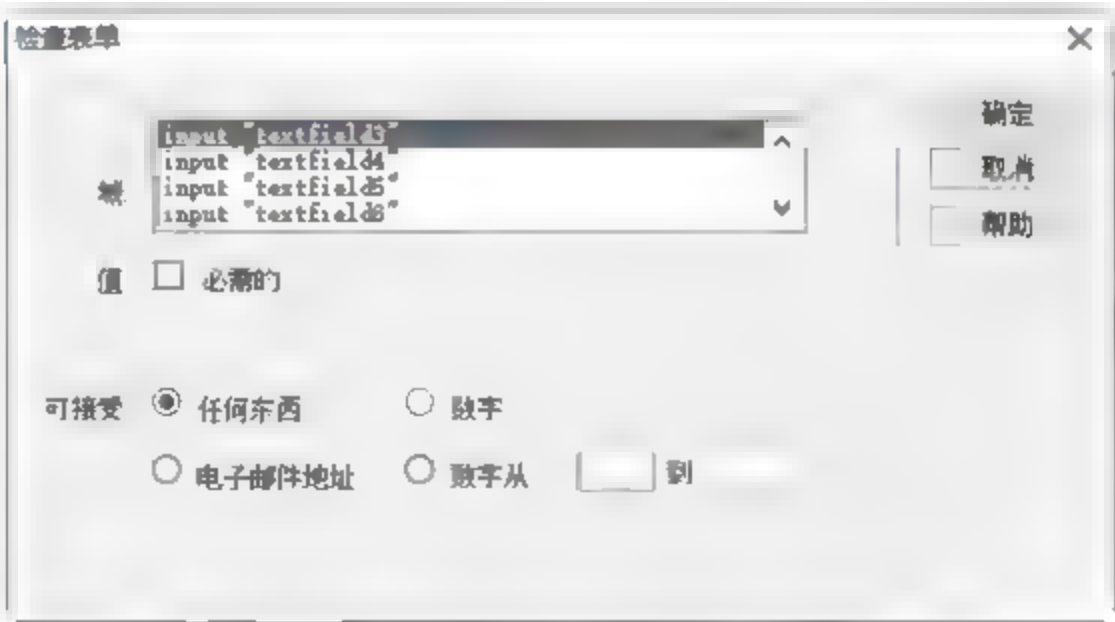 检查表单
确定
input "textfield3"
input "textfield4"
取消
input "textfield5"
input "textfield6"
帮助
值 必需的
可接受 任何东西 数字
电子邮件地址 数字从 到